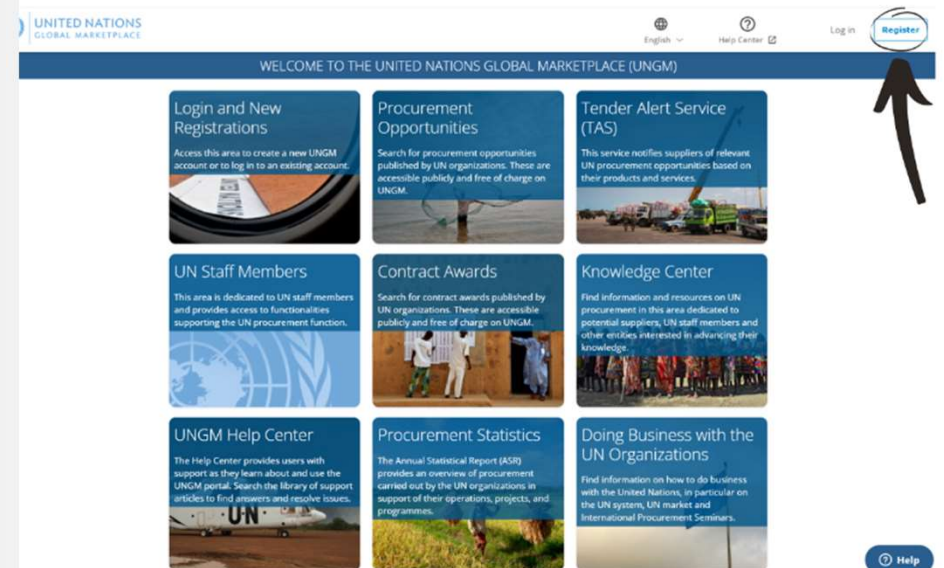 UNITED NATIONS
GLOBAL MARKETPLACE
English
Help Center
Log in
Register
WELCOME TO THE UNITED NATIONS GLOBAL MARKETPLACE (UNGM)
Login and New
Registrations
Access this area to create a new UNGM
account or to log in to an existing account.
Procurement
Opportunities
Search for procurement opportunities
published by UN organizations. These are
accessible publicly and free of charge on
UNGM.
Tender Alert Service
(TAS)
This service notifies suppliers of relevant
UN procurement opportunities based on
their products and services.
UN Staff Members
This area is dedicated to UN staff members
and provides access to functionalities
supporting the UN procurement function.
Contract Awards
Search for contract awards published by
UN organizations. These are accessible
publicly and free of charge on UNGM.
Knowledge Center
Find information and resources on UN
procurement in this area dedicated to
potential suppliers, UN staff members and
other entities interested in advancing their
knowledge.
UNGM Help Center
The Help Center provides users with
support as they learn about and use the
UNGM portal. Search the library of support
articles to find answers and resolve issues.
UN
Procurement Statistics
The Annual Statistical Report (ASR)
provides an overview of procurement
carried out by the UN organizations in
support of their operations, projects, and
programmes.
Doing Business with the
UN Organizations
Find information on how to do business
with the United Nations, in particular on
the UN system, UN market and
International Procurement Seminars.
Help